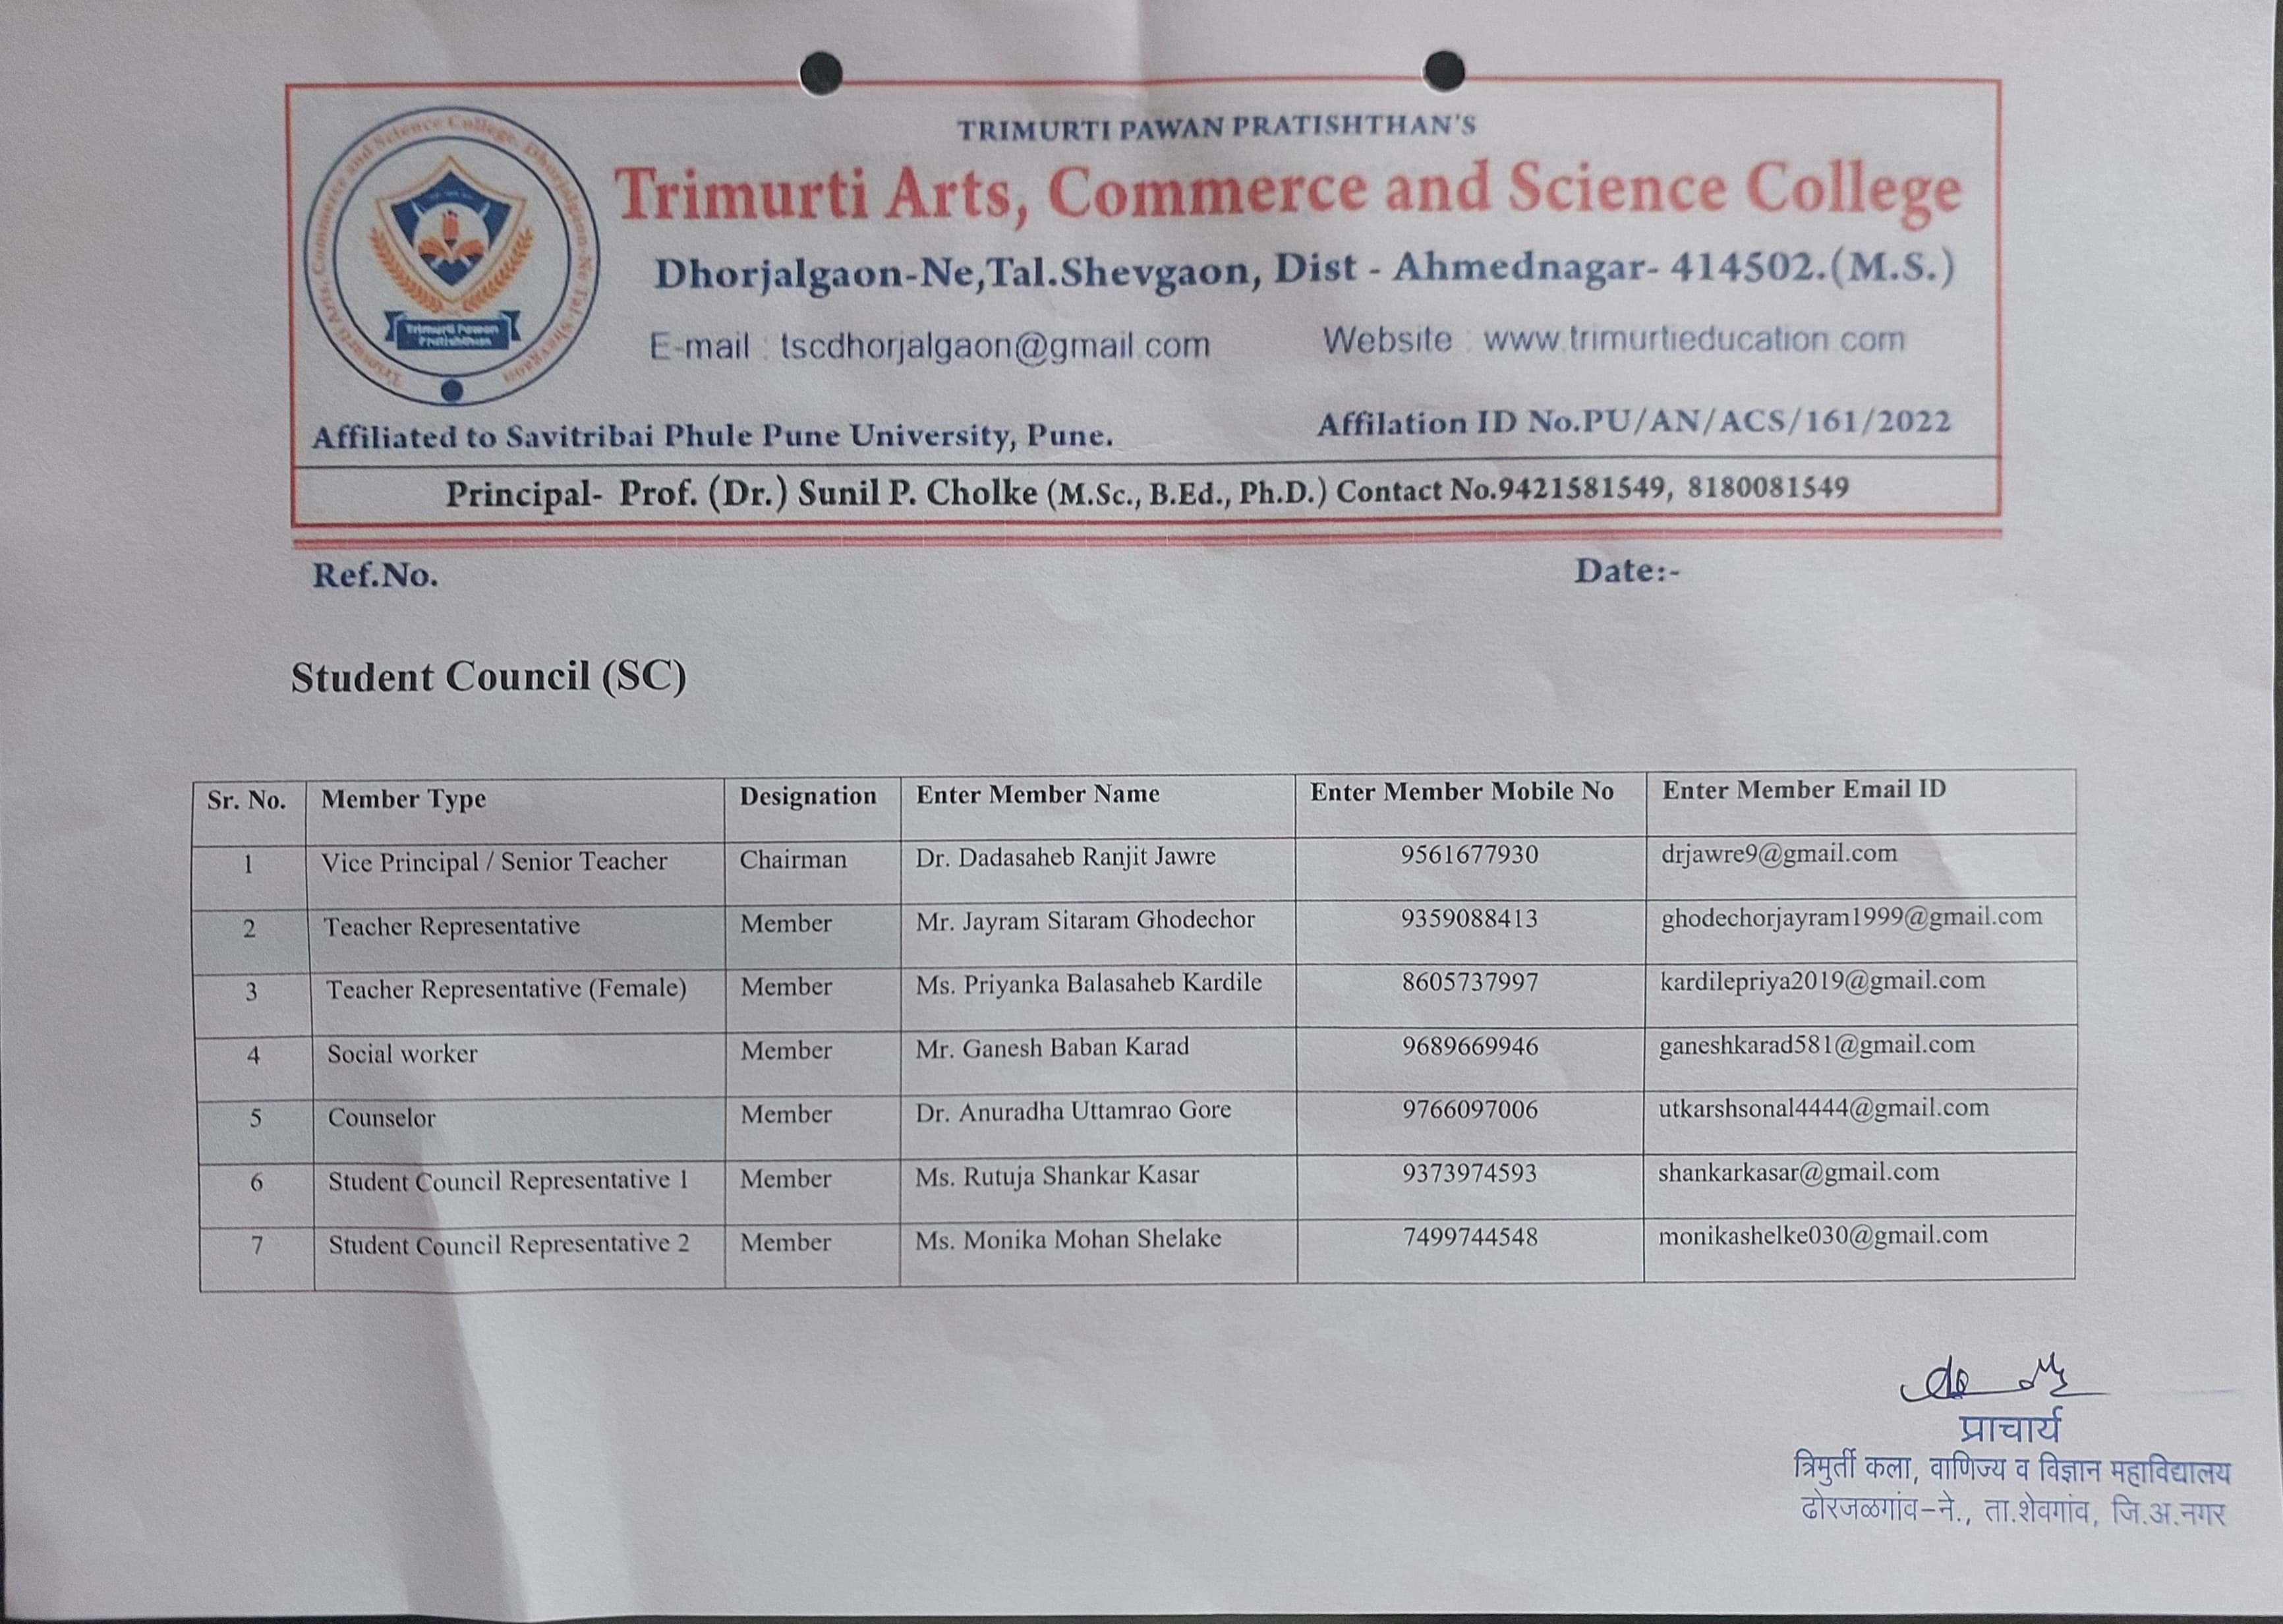 TRIMURTI PAWAN PRATISHTHAN'S
Trimurti Arts, Commerce and Science College
Dhorjalgaon-Ne,Tal.Shevgaon, Dist - Ahmednagar- 414502.(M.S.)
E-mail : tscdhorjalgaon@gmail.com Website : www.trimurtieducation.com
Trimurti Arts, Commerce and Science College, Dhorjalgaon-Ne Tal-Shevgaon
Trimurti Pawan
Pratishthan
Affiliated to Savitribai Phule Pune University, Pune. Affilation ID No.PU/AN/ACS/161/2022
Principal- Prof. (Dr.) Sunil P. Cholke (M.Sc., B.Ed., Ph.D.) Contact No.9421581549, 8180081549
Ref.No. Date:-
Student Council (SC)
Sr. No. Member Type Designation Enter Member Name Enter Member Mobile No Enter Member Email ID
1 Vice Principal / Senior Teacher Chairman Dr. Dadasaheb Ranjit Jawre 9561677930 drjawre9@gmail.com
2 Teacher Representative Member Mr. Jayram Sitaram Ghodechor 9359088413 ghodechorjayram1999@gmail.com
3 Teacher Representative (Female) Member Ms. Priyanka Balasaheb Kardile 8605737997 kardilepriya2019@gmail.com
4 Social worker Member Mr. Ganesh Baban Karad 9689669946 ganeshkarad581@gmail.com
5 Counselor Member Dr. Anuradha Uttamrao Gore 9766097006 utkarshsonal4444@gmail.com
6 Student Council Representative 1 Member Ms. Rutuja Shankar Kasar 9373974593 shankarkasar@gmail.com
7 Student Council Representative 2 Member Ms. Monika Mohan Shelake 7499744548 monikashelke030@gmail.com
प्राचार्य
त्रिमुर्ती कला, वाणिज्य व विज्ञान महाविद्यालय
ढोरजळगांव-ने., ता.शेवगांव, जि.अ.नगर